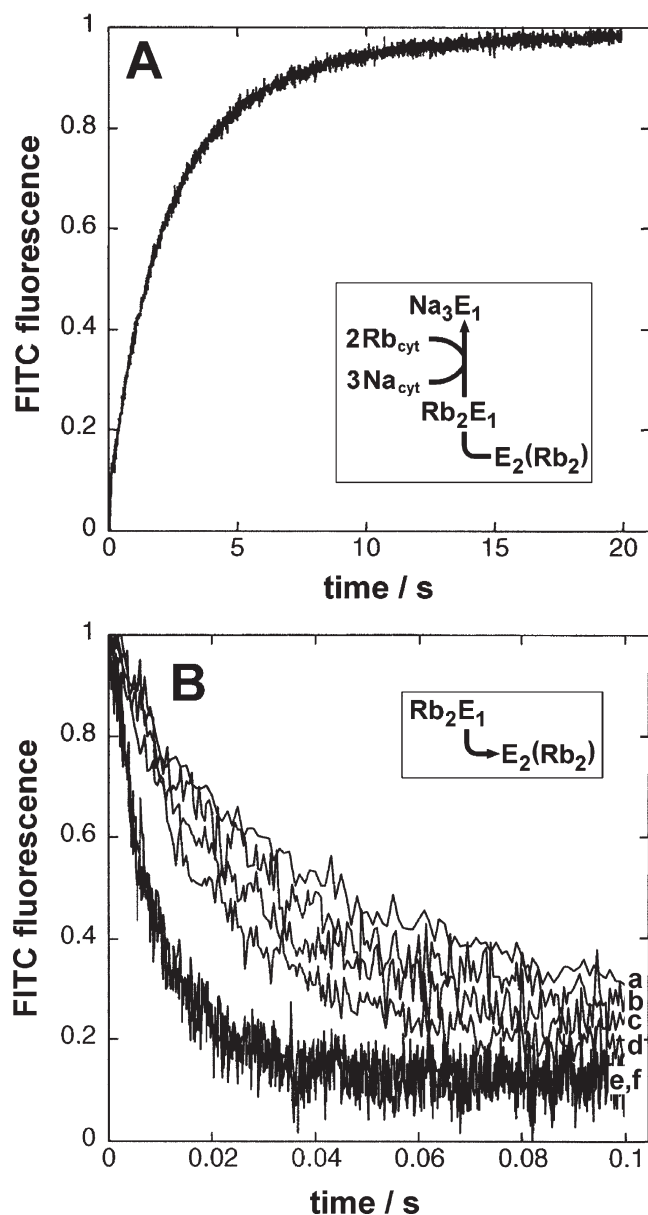 A
FITC fluorescence
1
0.8
0.6
0.4
0.2
0
0 5 10 15 20
time / s
Na₃E₁
2Rb_cyt
3Na_cyt
Rb₂E₁
E₂(Rb₂)
B
FITC fluorescence
1
0.8
0.6
0.4
0.2
0
0 0.02 0.04 0.06 0.08 0.1
time / s
Rb₂E₁
E₂(Rb₂)
a
b
c
d
e,f